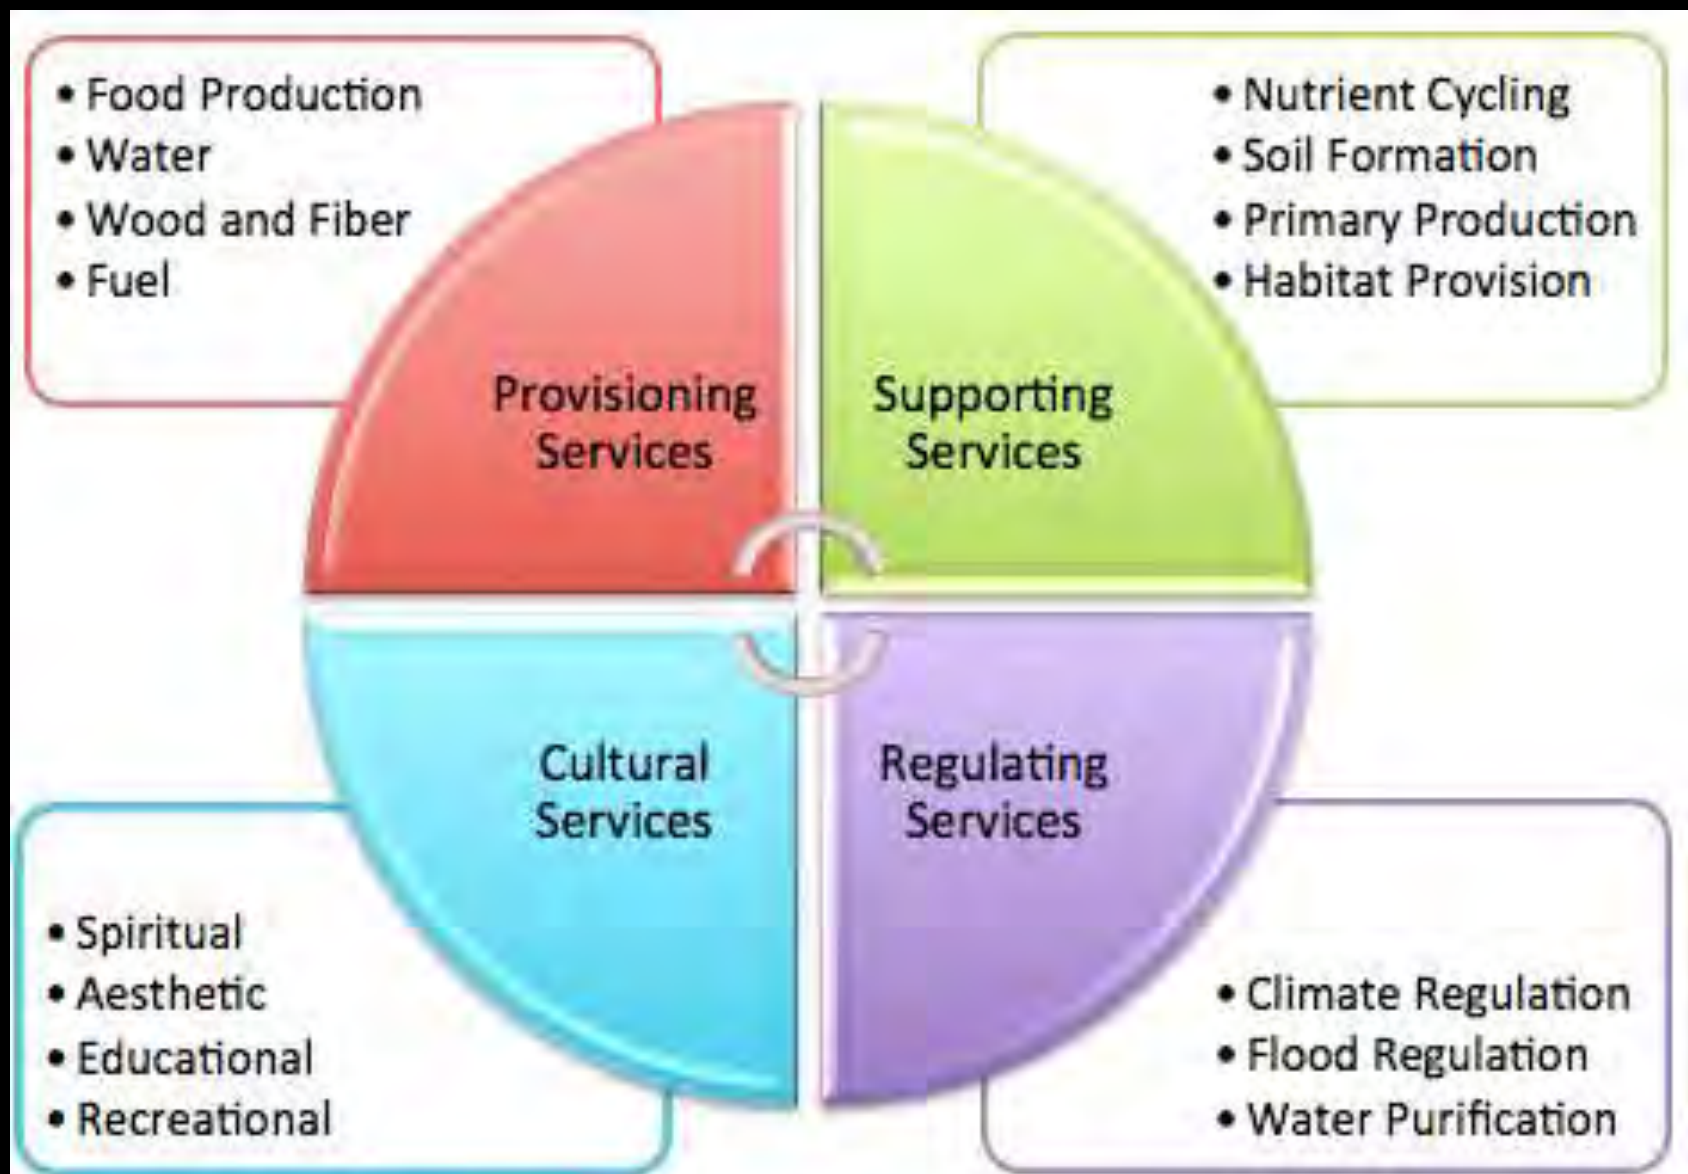 • Food Production
• Water
• Wood and Fiber
• Fuel
• Nutrient Cycling
• Soil Formation
• Primary Production
• Habitat Provision
Provisioning
Services
Supporting
Services
Cultural
Services
Regulating
Services
• Spiritual
• Aesthetic
• Educational
• Recreational
• Climate Regulation
• Flood Regulation
• Water Purification